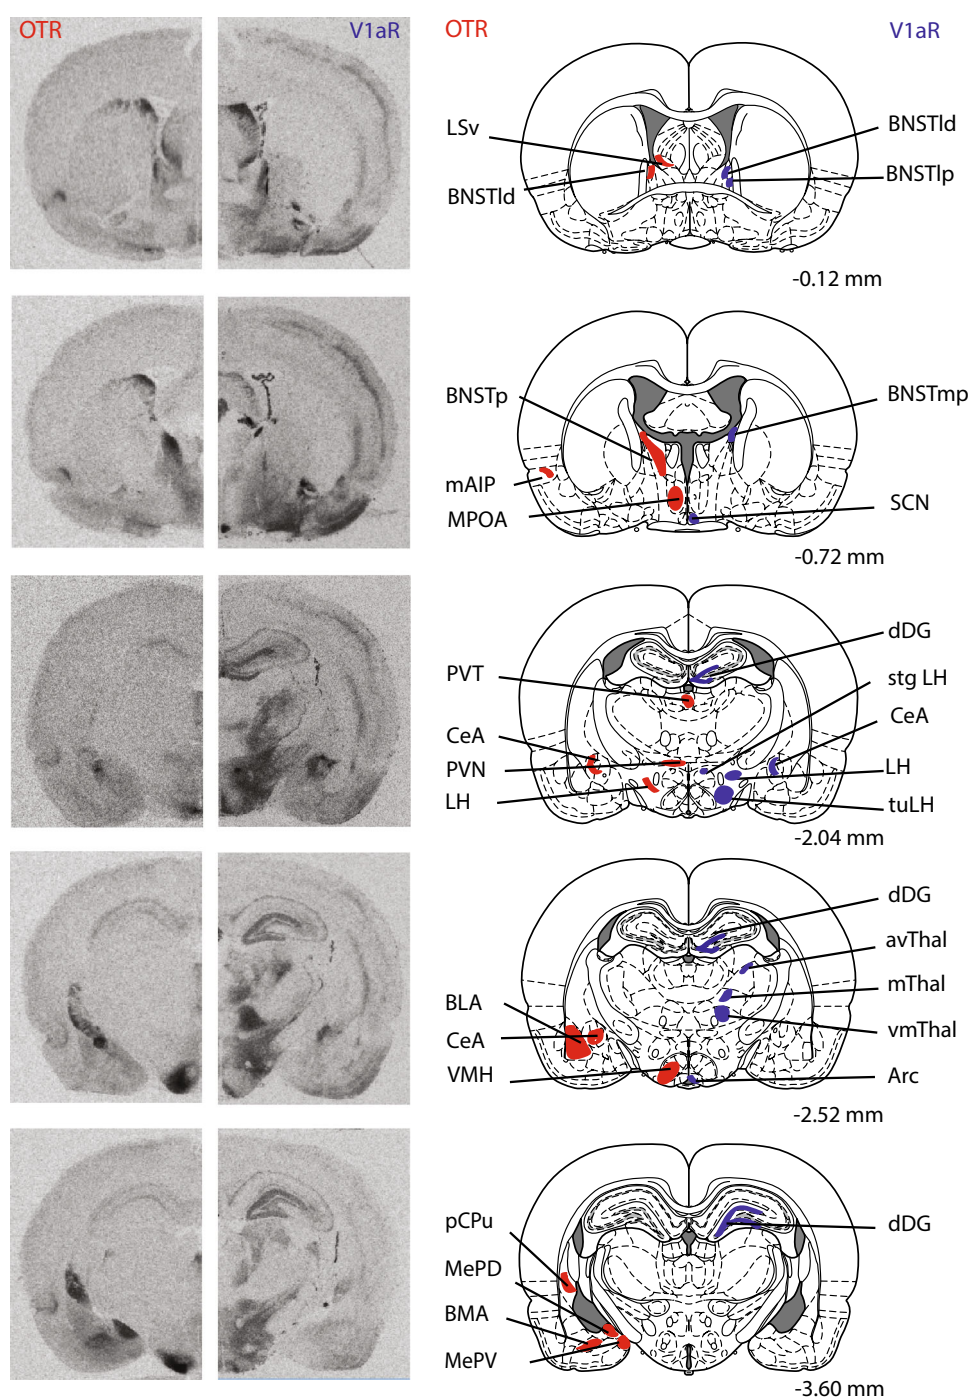 OTR V1aR OTR V1aR
LSv
BNSTld
BNSTld
BNSTlp
-0.12 mm
BNSTp
mAIP
MPOA
BNSTmp
SCN
-0.72 mm
PVT
CeA
PVN
LH
dDG
stg LH
CeA
LH
tuLH
-2.04 mm
BLA
CeA
VMH
dDG
avThal
mThal
vmThal
Arc
-2.52 mm
pCPu
MePD
BMA
MePV
dDG
-3.60 mm